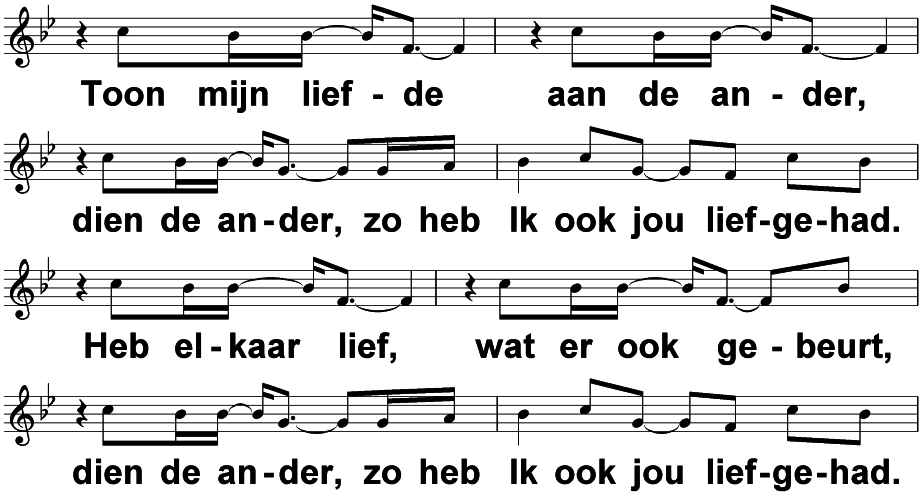 Toon mijn lief-de aan de an-der,
dien de an-der, zo heb Ik ook jou lief-ge-had.
Heb el-kaar lief, wat er ook ge-beurt,
dien de an-der, zo heb Ik ook jou lief-ge-had.